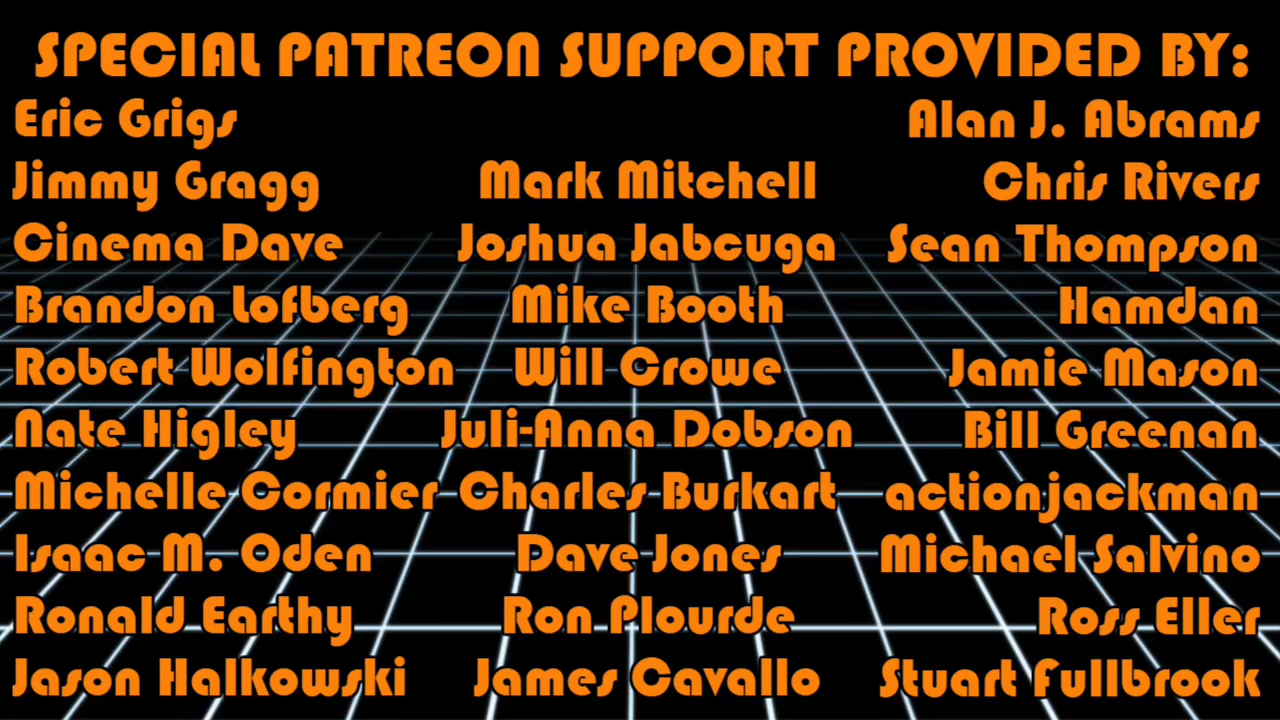 SPECIAL PATREON SUPPORT PROVIDED BY:
Eric Grigs
Jimmy Gragg
Cinema Dave
Brandon Lofberg
Robert Wolfington
Nate Higley
Michelle Cormier
Isaac M. Oden
Ronald Earthy
Jason Halkowski
Mark Mitchell
Joshua Jabcuga
Mike Booth
Will Crowe
Juli-Anna Dobson
Charles Burkart
Dave Jones
Ron Plourde
James Cavallo
Alan J. Abrams
Chris Rivers
Sean Thompson
Hamdan
Jamie Mason
Bill Greenan
actionjackman
Michael Salvino
Ross Eller
Stuart Fullbrook